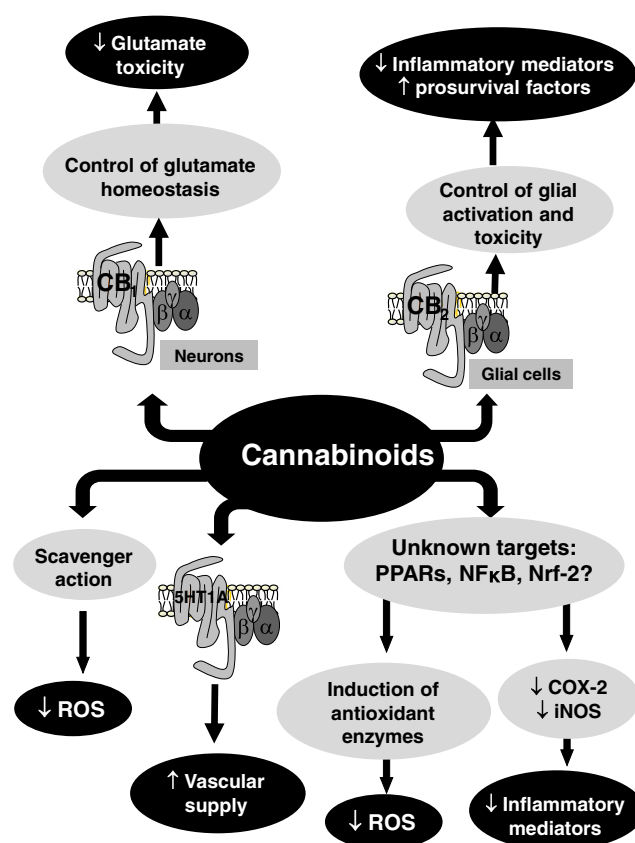 ↓ Glutamate
toxicity
↓ Inflammatory mediators
↑ prosurvival factors
Control of glutamate
homeostasis
Control of glial
activation and
toxicity
CB1
β γ α
Neurons
CB2
β γ α
Glial cells
Cannabinoids
Scavenger
action
5HT1A
β γ α
Unknown targets:
PPARs, NFκB, Nrf-2?
↓ ROS
Induction of
antioxidant
enzymes
↓ COX-2
↓ iNOS
↑ Vascular
supply
↓ ROS
↓ Inflammatory
mediators